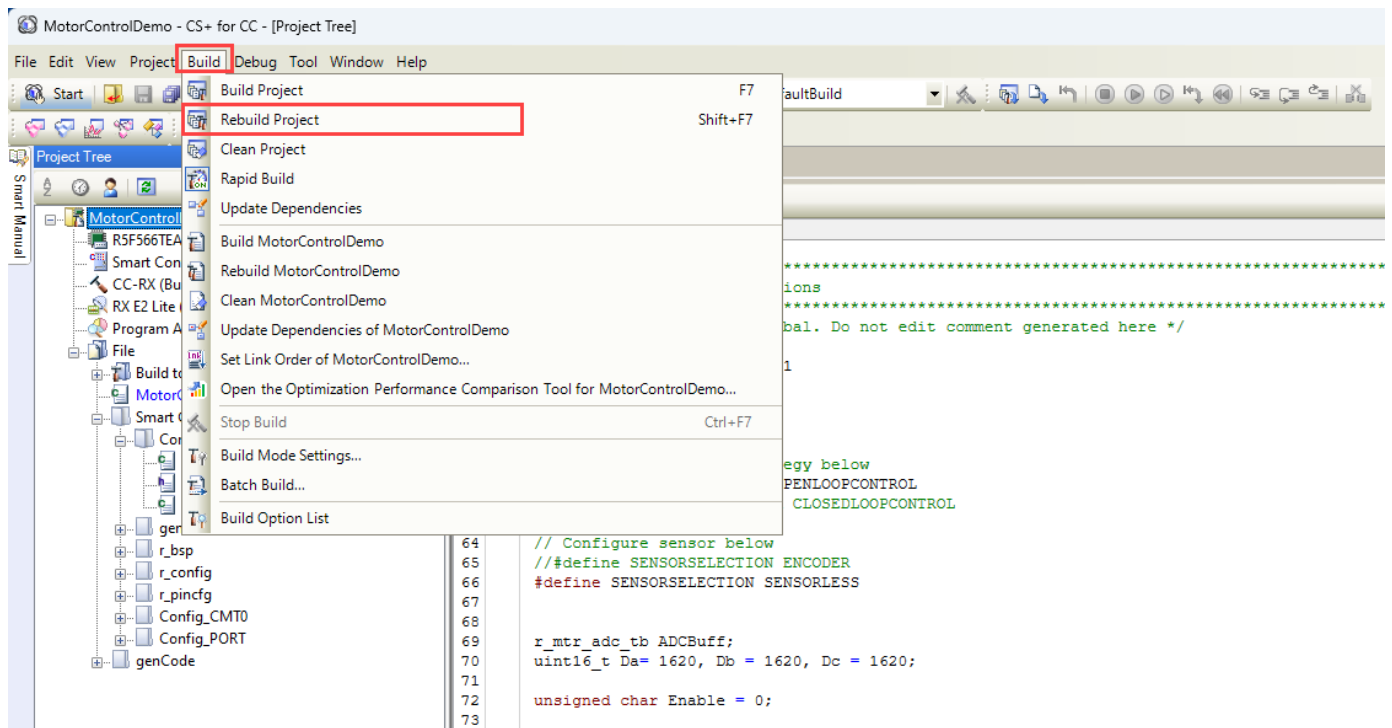 MotorControlDemo - CS+ for CC - [Project Tree]
File Edit View Project Build Debug Tool Window Help
Start
Build Project F7
aultBuild
Rebuild Project Shift+F7
Project Tree
Clean Project
Smart Manual
Rapid Build
Update Dependencies
MotorControl
R5F566TEA
Build MotorControlDemo
Smart Con
Rebuild MotorControlDemo
*****************************************************************
CC-RX (Bu
ions
Clean MotorControlDemo
RX E2 Lite (
*****************************************************************
Program A
Update Dependencies of MotorControlDemo
bal. Do not edit comment generated here */
File
Set Link Order of MotorControlDemo...
1
Build to
Open the Optimization Performance Comparison Tool for MotorControlDemo...
MotorC
Smart C
Stop Build Ctrl+F7
Cor
Build Mode Settings...
egy below
Batch Build...
PENLOOPCONTROL
CLOSEDLOOPCONTROL
Build Option List
ger
64 // Configure sensor below
r_bsp
65 //#define SENSORSELECTION ENCODER
r_config
66 #define SENSORSELECTION SENSORLESS
r_pincfg
67
Config_CMT0
68
Config_PORT
69 r_mtr_adc_tb ADCBuff;
genCode
70 uint16_t Da= 1620, Db = 1620, Dc = 1620;
71
72 unsigned char Enable = 0;
73